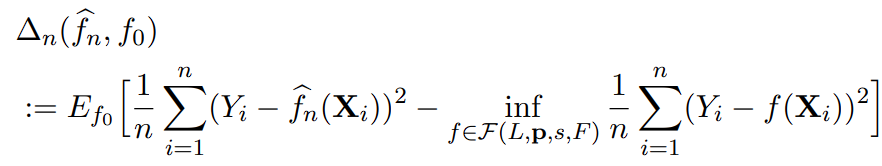 Δ_n(\widehat{f}_n, f_0)
:= E_{f_0}\Big[\frac{1}{n}\sum_{i=1}^{n}(Y_i - \widehat{f}_n(\mathbf{X}_i))^2 - \inf_{f∈\mathcal{F}(L,\mathbf{p},s,F)}\frac{1}{n}\sum_{i=1}^{n}(Y_i - f(\mathbf{X}_i))^2\Big]